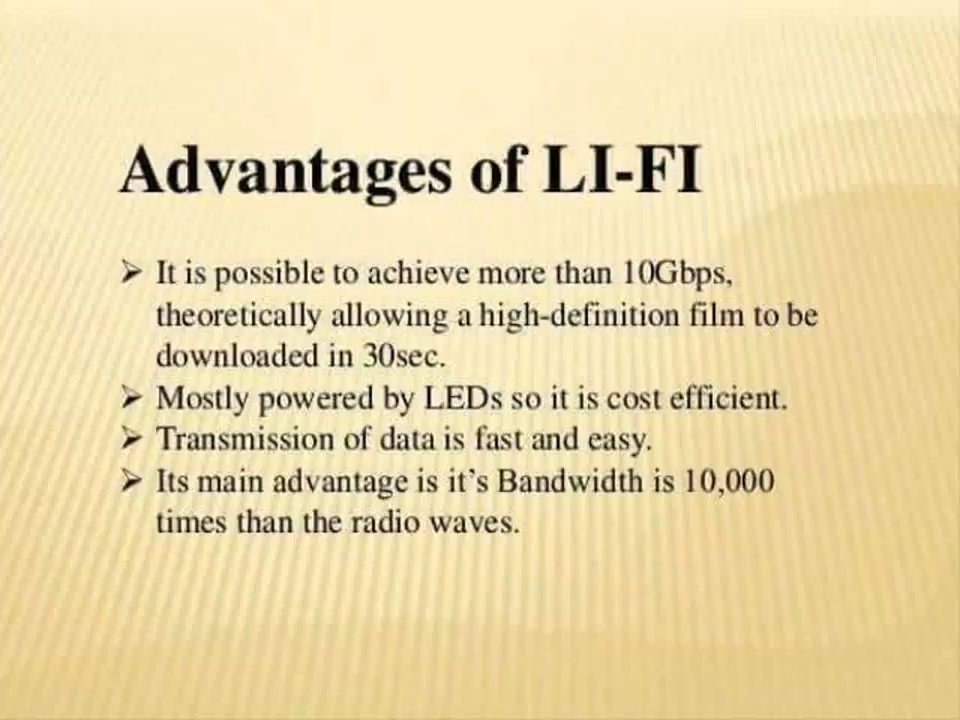 Advantages of LI-FI
➢ It is possible to achieve more than 10Gbps,
theoretically allowing a high-definition film to be
downloaded in 30sec.
➢ Mostly powered by LEDs so it is cost efficient.
➢ Transmission of data is fast and easy.
➢ Its main advantage is it’s Bandwidth is 10,000
times than the radio waves.